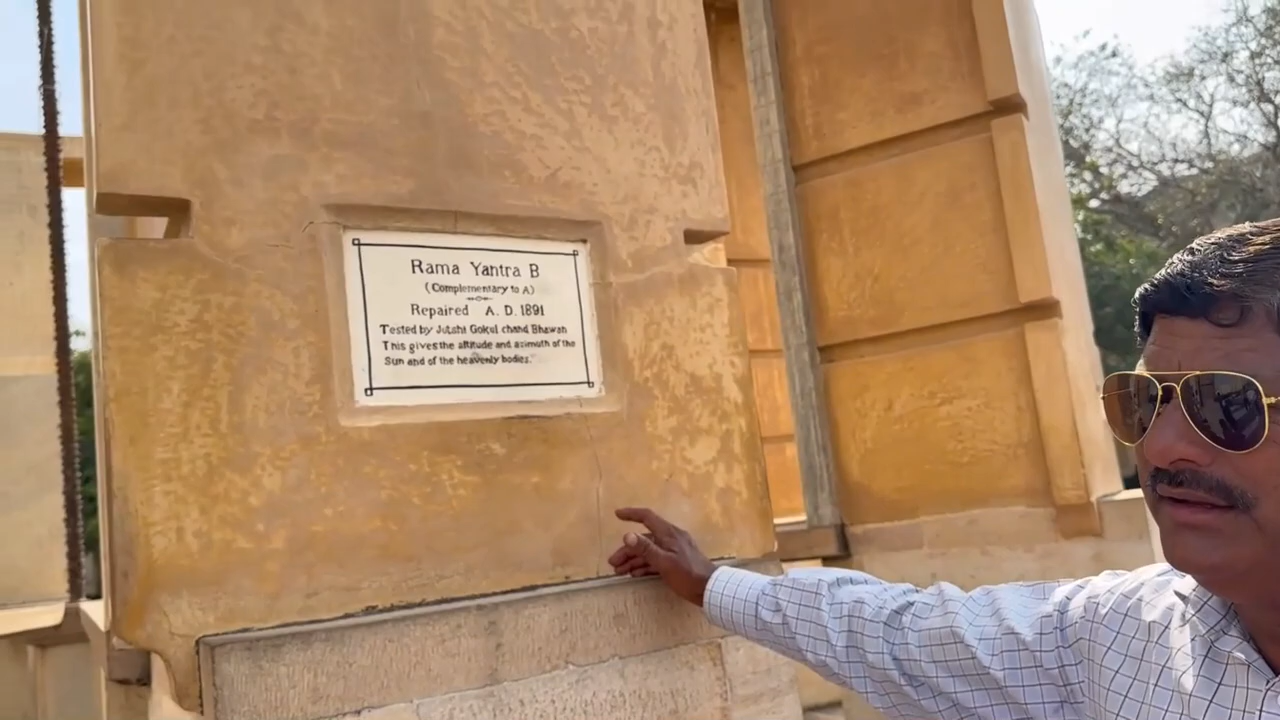 Rama Yantra B
(Complementary to A)
Repaired A. D. 1891
Tested by Jotshi Gokul chand Bhawan
This gives the altitude and azimuth of the
Sun and of the heavenly bodies.